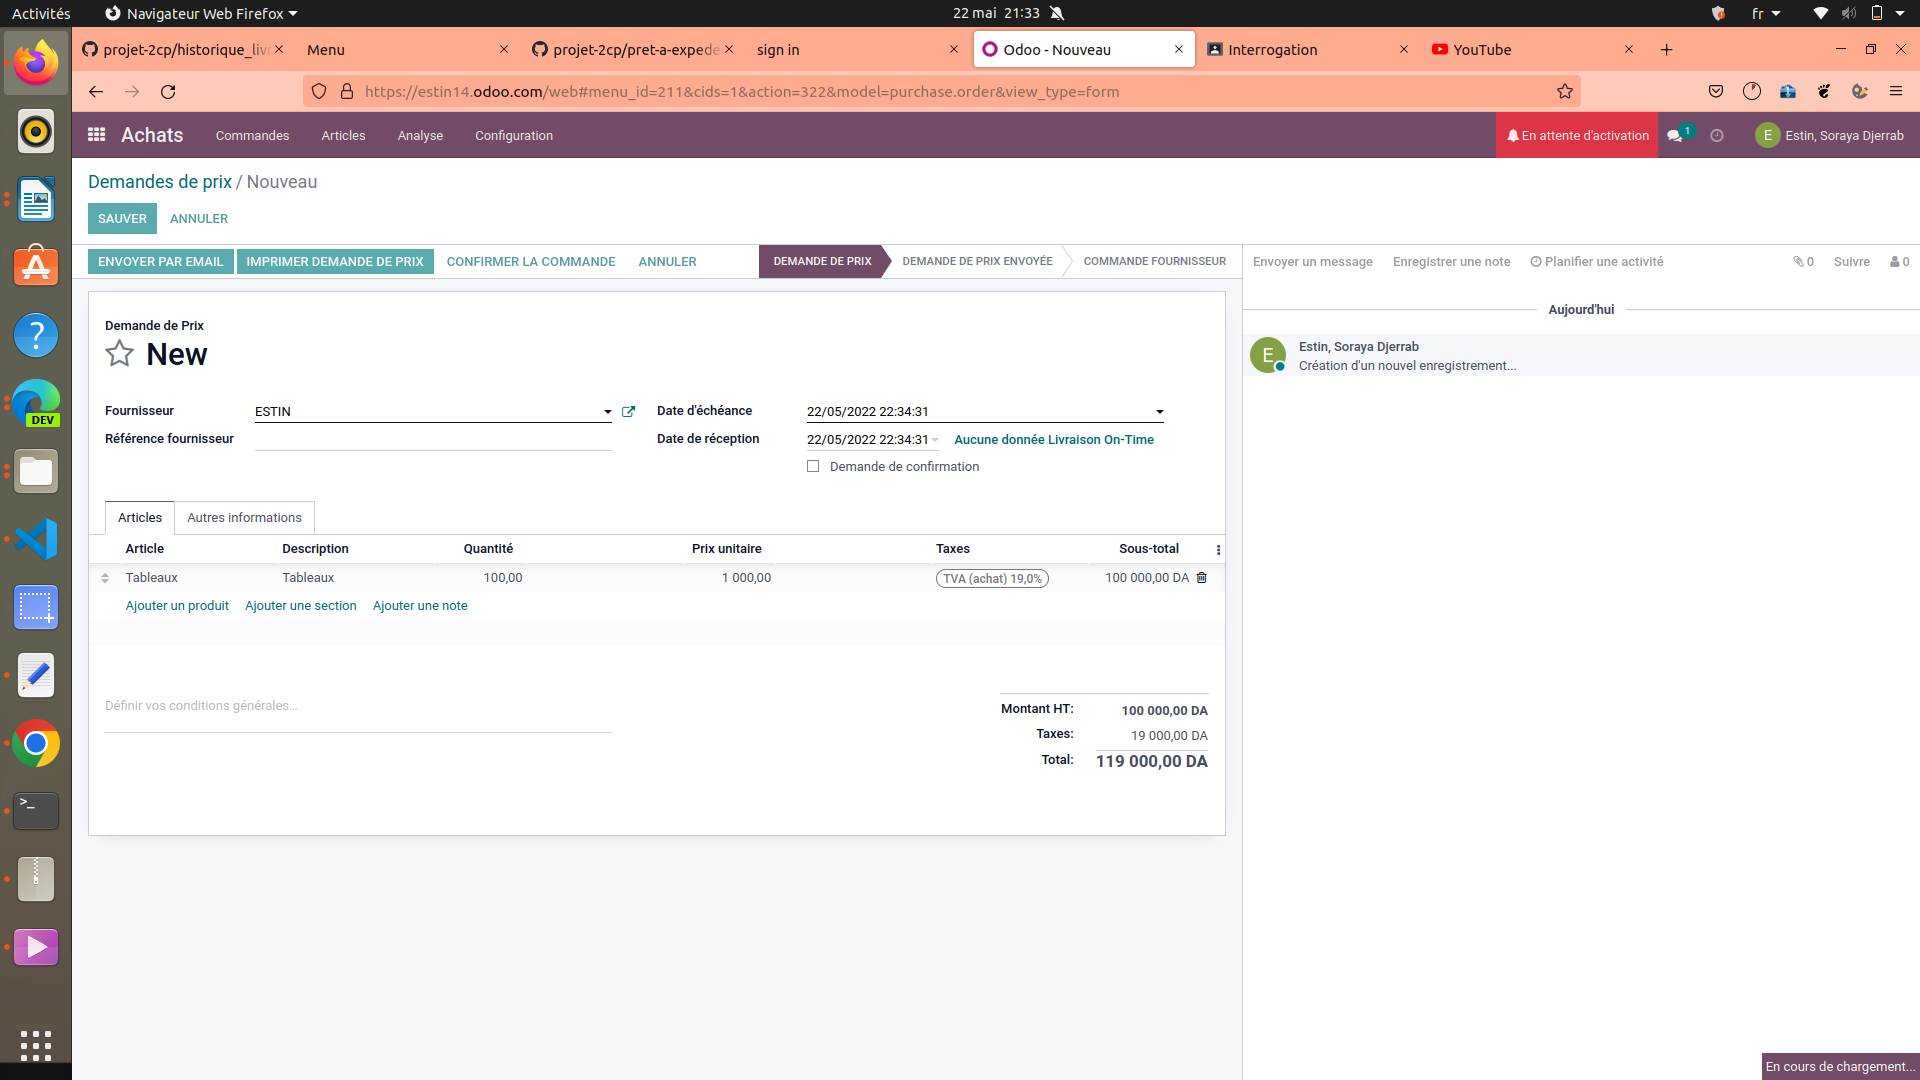 Activités
Navigateur Web Firefox
22 mai 21:33
fr
projet-2cp/historique_liv
Menu
projet-2cp/pret-a-expede
sign in
Odoo - Nouveau
Interrogation
YouTube
https://estin14.odoo.com/web#menu_id=211&cids=1&action=322&model=purchase.order&view_type=form
Achats
Commandes
Articles
Analyse
Configuration
En attente d'activation
1
E
Estin, Soraya Djerrab
Demandes de prix / Nouveau
SAUVER
ANNULER
ENVOYER PAR EMAIL
IMPRIMER DEMANDE DE PRIX
CONFIRMER LA COMMANDE
ANNULER
DEMANDE DE PRIX
DEMANDE DE PRIX ENVOYÉE
COMMANDE FOURNISSEUR
Envoyer un message
Enregistrer une note
Planifier une activité
0
Suivre
0
Aujourd'hui
E
Estin, Soraya Djerrab
Création d'un nouvel enregistrement...
Demande de Prix
New
Fournisseur
ESTIN
Date d'échéance
22/05/2022 22:34:31
Référence fournisseur
Date de réception
22/05/2022 22:34:31
Aucune donnée Livraison On-Time
Demande de confirmation
Articles
Autres informations
Article
Description
Quantité
Prix unitaire
Taxes
Sous-total
Tableaux
Tableaux
100,00
1 000,00
TVA (achat) 19,0%
100 000,00 DA
Ajouter un produit
Ajouter une section
Ajouter une note
Définir vos conditions générales...
Montant HT:
100 000,00 DA
Taxes:
19 000,00 DA
Total:
119 000,00 DA
DEV
>_
En cours de chargement...